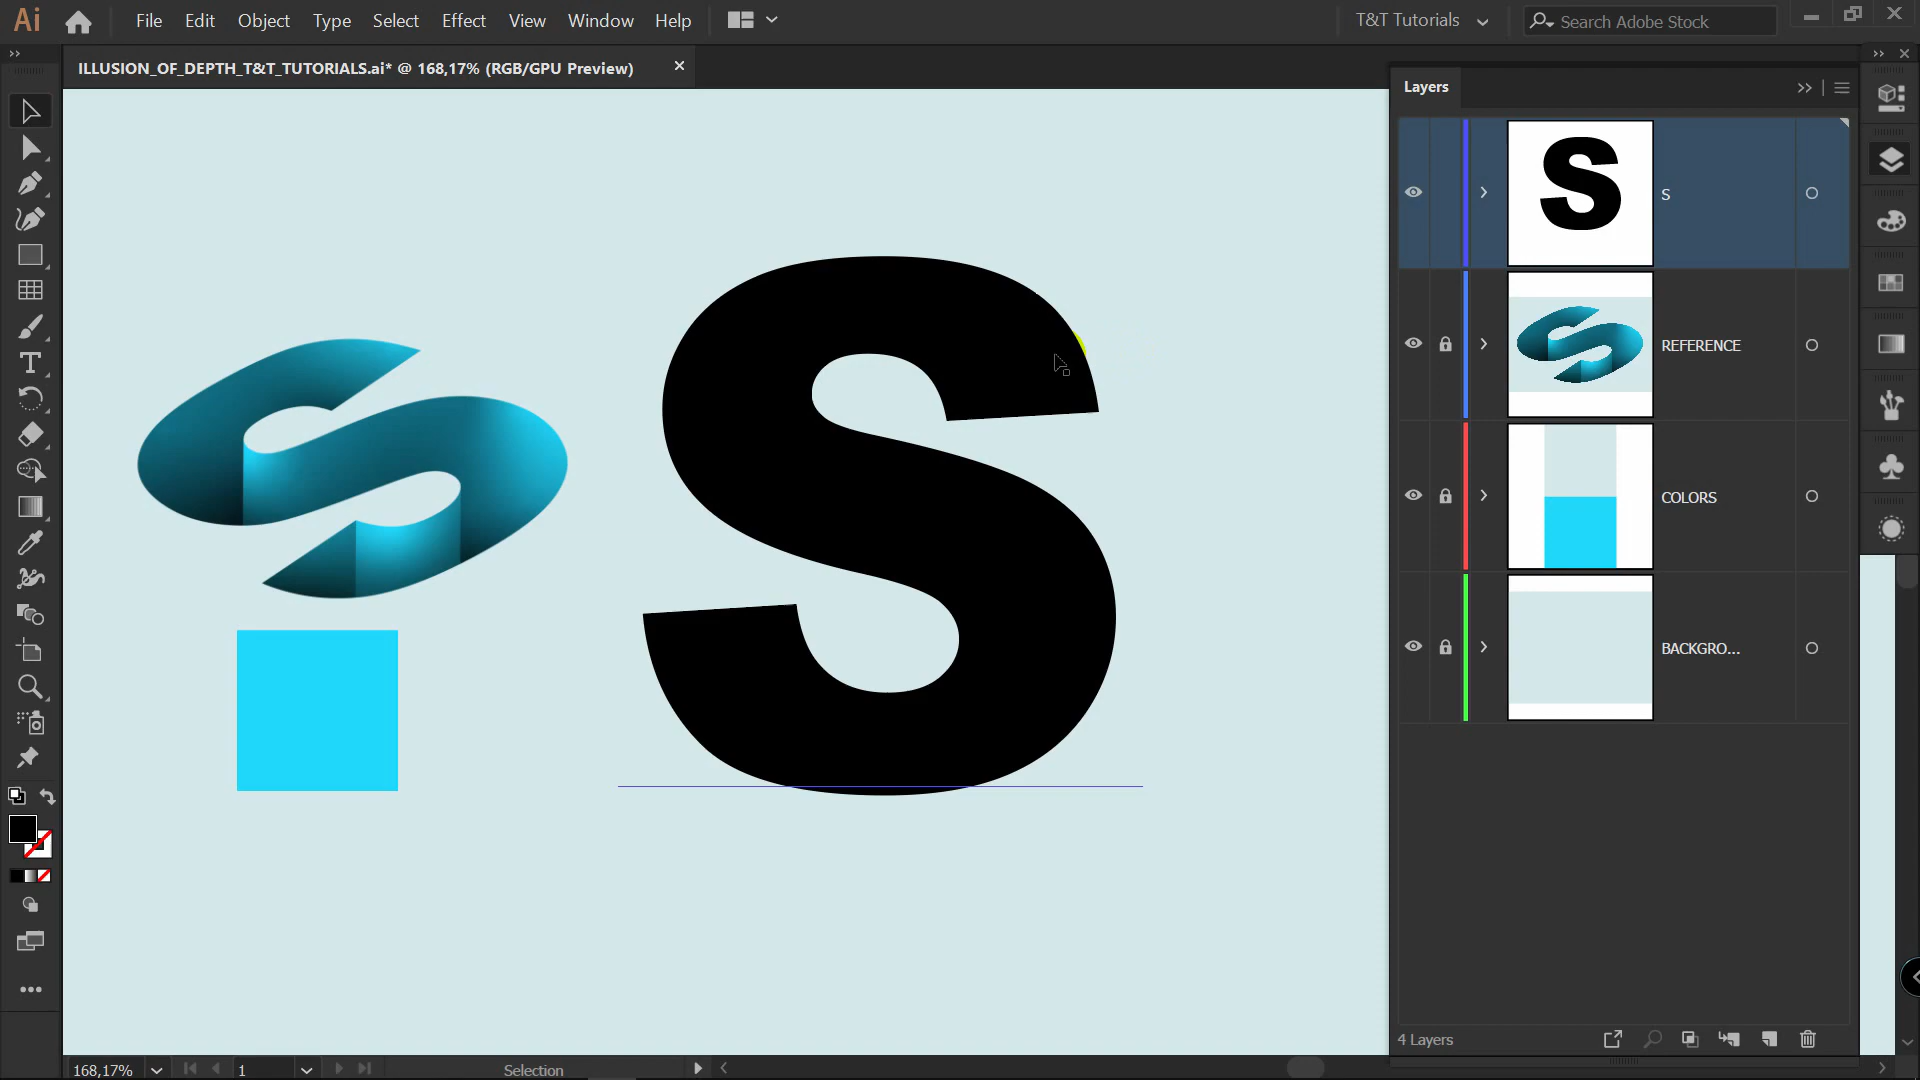 Ai File Edit Object Type Select Effect View Window Help T&T Tutorials Search Adobe Stock
ILLUSION_OF_DEPTH_T&T_TUTORIALS.ai* @ 168,17% (RGB/GPU Preview)
Layers
S
S
S
REFERENCE
COLORS
BACKGRO...
4 Layers
168,17% 1 Selection